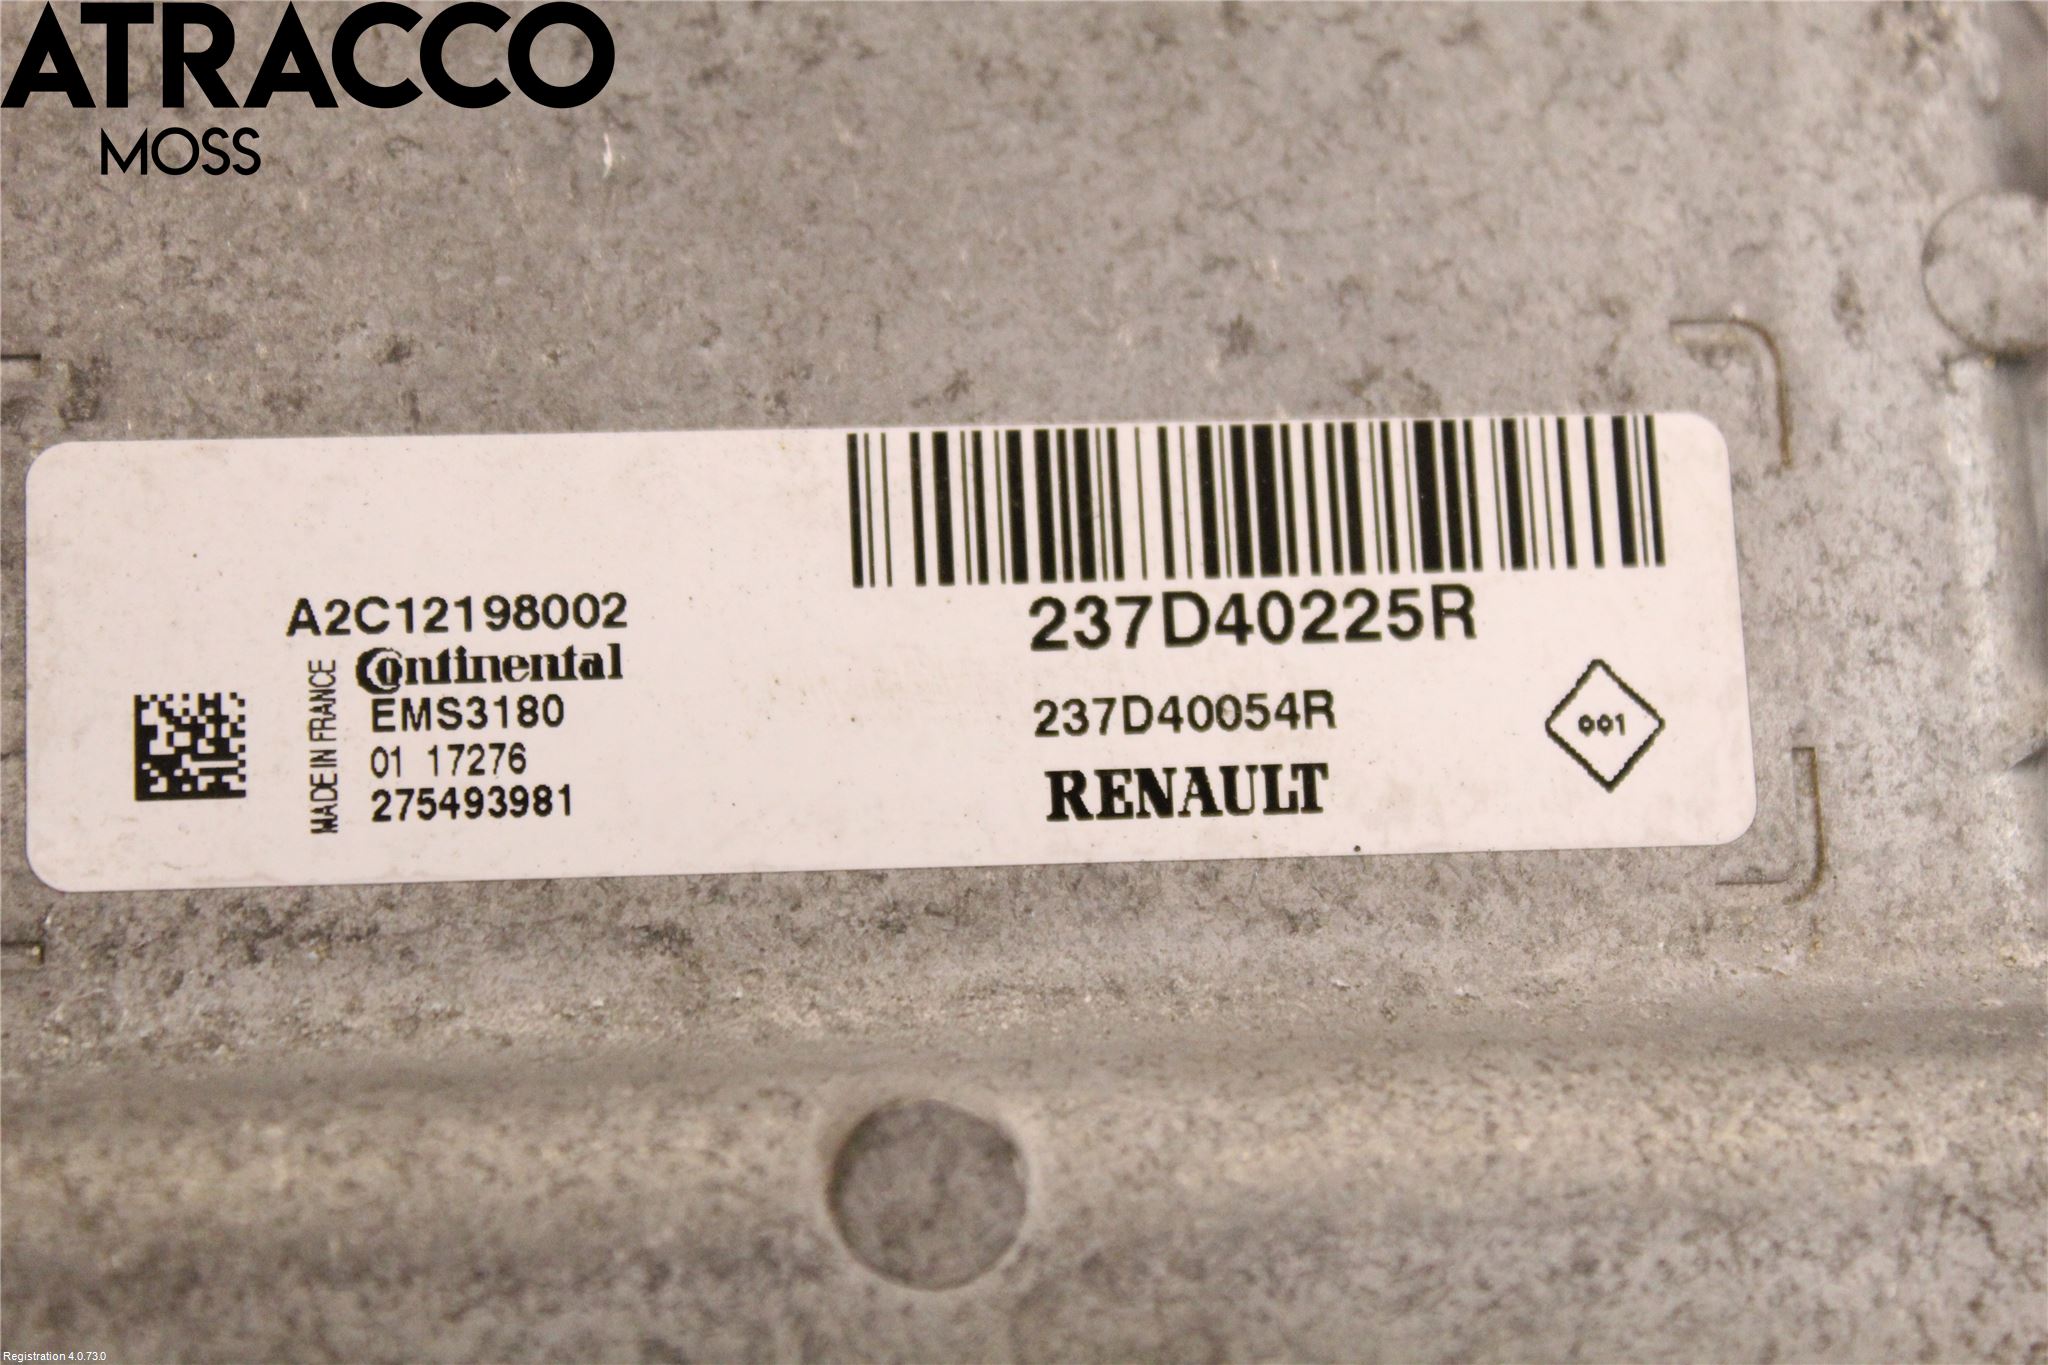 ATRACCO
MOSS
A2C12198002
Continental
EMS3180
01 17276
275493981
MADE IN FRANCE
237D40225R
237D40054R
RENAULT
001
Registration 4.0.73.0